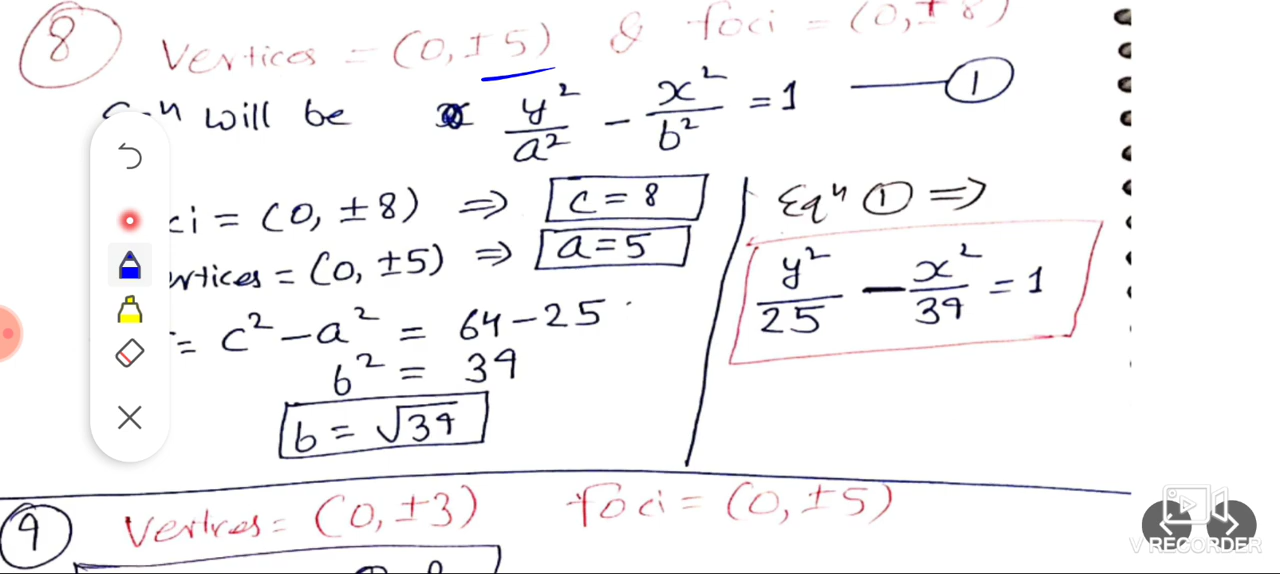 8 Vertices = (0, ±5) & foci = (0, ±8)
Eqⁿ will be y²/a² - x²/b² = 1 — ①
ci = (0, ±8) ⇒ c = 8
rtices = (0, ±5) ⇒ a = 5
= c² - a² = 64 - 25
b² = 39
b = √39
Eqⁿ ① ⇒
y²/25 - x²/39 = 1
9 Vertices = (0, ±3) foci = (0, ±5)
V RECORDER